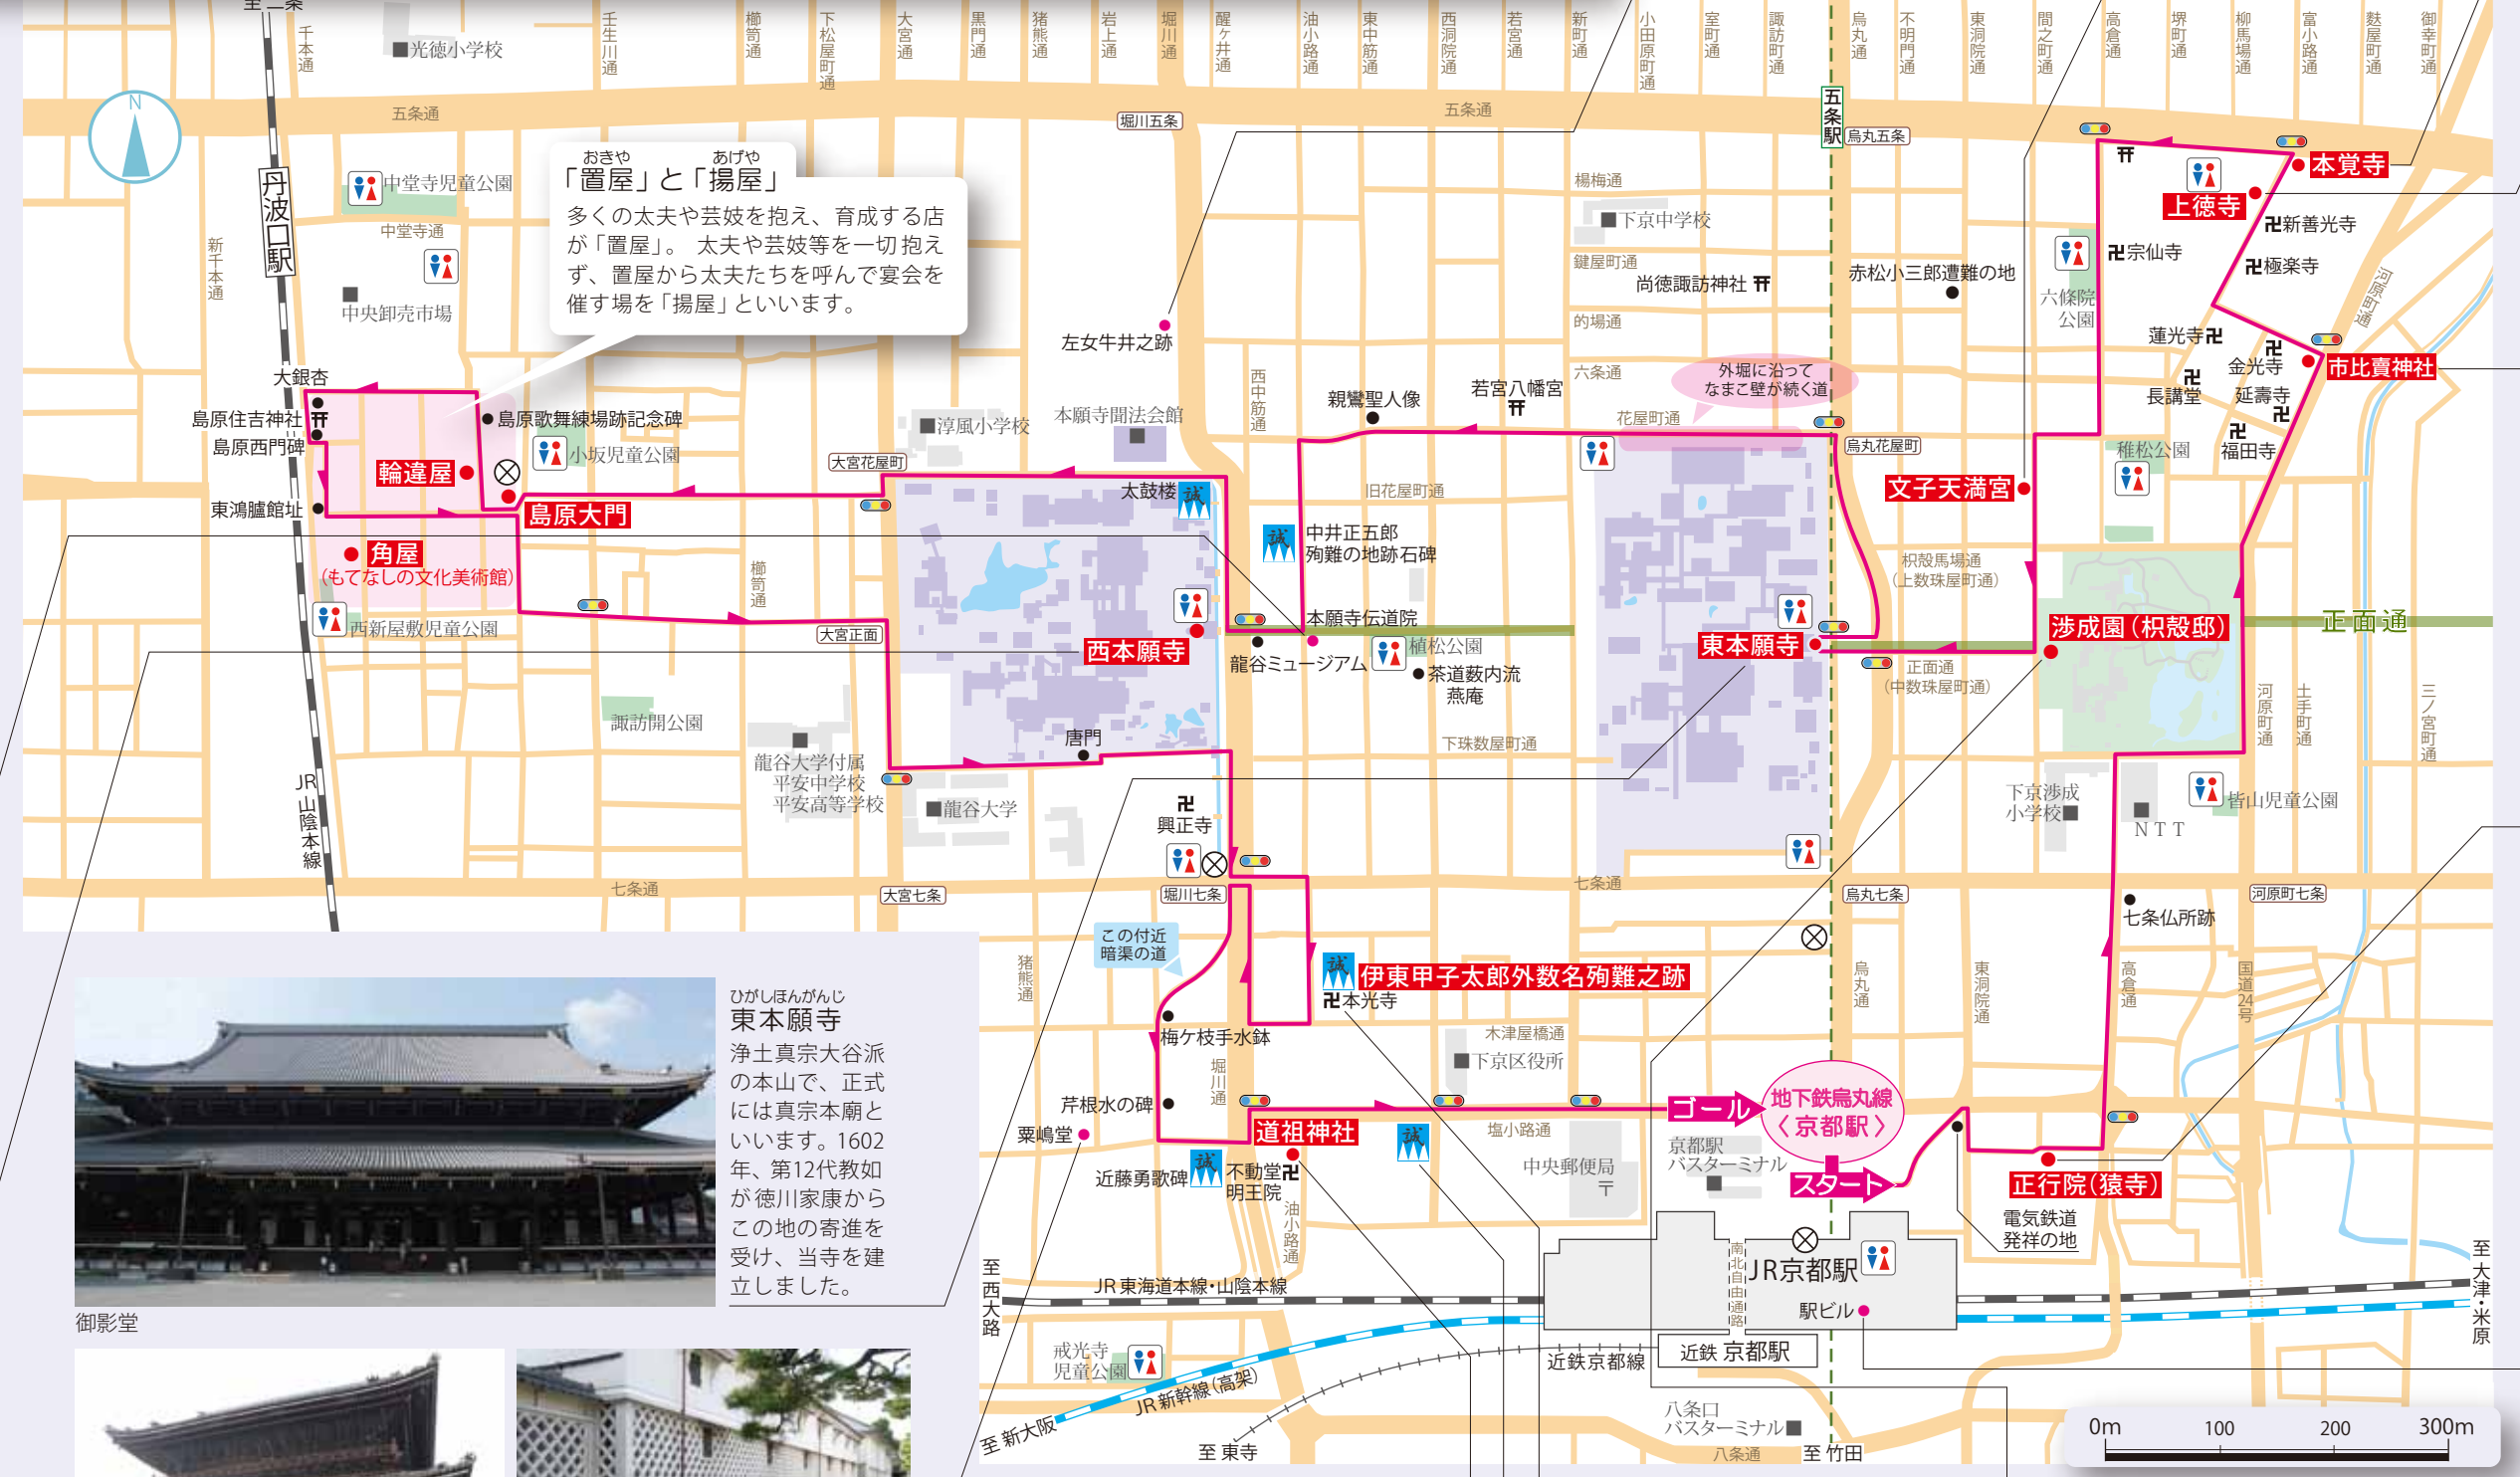 至二条
千本通
光徳小学校
壬生川通
櫛笥通
下松屋町通
大宮通
黒門通
猪熊通
岩上通
堀川通
醒ヶ井通
油小路通
東中筋通
西洞院通
若宮通
新町通
小田原町通
室町通
諏訪町通
烏丸通
不明門通
東洞院通
間之町通
高倉通
堺町通
柳馬場通
富小路通
麩屋町通
御幸町通
N
五条通
堀川五条
五条通
五条駅
烏丸五条
丹波口駅
中堂寺児童公園
中堂寺通
新千本通
中央卸売市場
おきや
あげや
「置屋」と「揚屋」
多くの太夫や芸妓を抱え、育成する店
が「置屋」。 太夫や芸妓等を一切抱え
ず、置屋から太夫たちを呼んで宴会を
催す場を「揚屋」といいます。
楊梅通
下京中学校
鍵屋町通
尚徳諏訪神社
赤松小三郎遭難の地
的場通
六条通
六條院
公園
本覚寺
上徳寺
新善光寺
宗仙寺
極楽寺
河原町通
蓮光寺
金光寺
市比賣神社
長講堂
延壽寺
福田寺
稚松公園
左女牛井之跡
西中筋通
親鸞聖人像
若宮八幡宮
外堀に沿って
なまこ壁が続く道
花屋町通
烏丸花屋町
文子天満宮
大銀杏
島原住吉神社
島原西門碑
島原歌舞練場跡記念碑
小坂児童公園
輪違屋
島原大門
東鴻臚館址
角屋
(もてなしの文化美術館)
西新屋敷児童公園
淳風小学校
本願寺聞法会館
大宮花屋町
太鼓楼
誠
旧花屋町通
誠
中井正五郎
殉難の地跡石碑
櫛笥通
大宮正面
西本願寺
本願寺伝道院
龍谷ミュージアム
植松公園
茶道薮内流
燕庵
東本願寺
枳殻馬場通
(上数珠屋町通)
正面通
(中数珠屋町通)
渉成園(枳殻邸)
正面通
河原町通
土手町通
三ノ宮町通
諏訪開公園
龍谷大学付属
平安中学校
平安高等学校
唐門
龍谷大学
興正寺
下珠数屋町通
下京渉成
小学校
NTT
皆山児童公園
JR山陰本線
七条通
大宮七条
堀川七条
七条通
烏丸七条
河原町七条
七条仏所跡
この付近
暗渠の道
猪熊通
梅ケ枝手水鉢
誠
伊東甲子太郎外数名殉難之跡
本光寺
木津屋橋通
下京区役所
烏丸通
東洞院通
高倉通
国道24号
堀川通
芹根水の碑
粟嶋堂
道祖神社
近藤勇歌碑
誠
不動堂
明王院
誠
油小路通
塩小路通
中央郵便局
〒
ゴール
地下鉄烏丸線
〈京都駅〉
スタート
京都駅
バスターミナル
正行院(猿寺)
電気鉄道
発祥の地
南北自由通路
JR京都駅
駅ビル
至大津・米原
至西大路
JR東海道本線・山陰本線
戒光寺
児童公園
JR新幹線(高架)
近鉄京都線
近鉄 京都駅
至新大阪
至東寺
八条口
バスターミナル
八条通
至竹田
0m 100 200 300m
ひがしほんがんじ
東本願寺
浄土真宗大谷派
の本山で、正式
には真宗本廟と
いいます。1602
年、第12代教如
が徳川家康から
この地の寄進を
受け、当寺を建
立しました。
御影堂